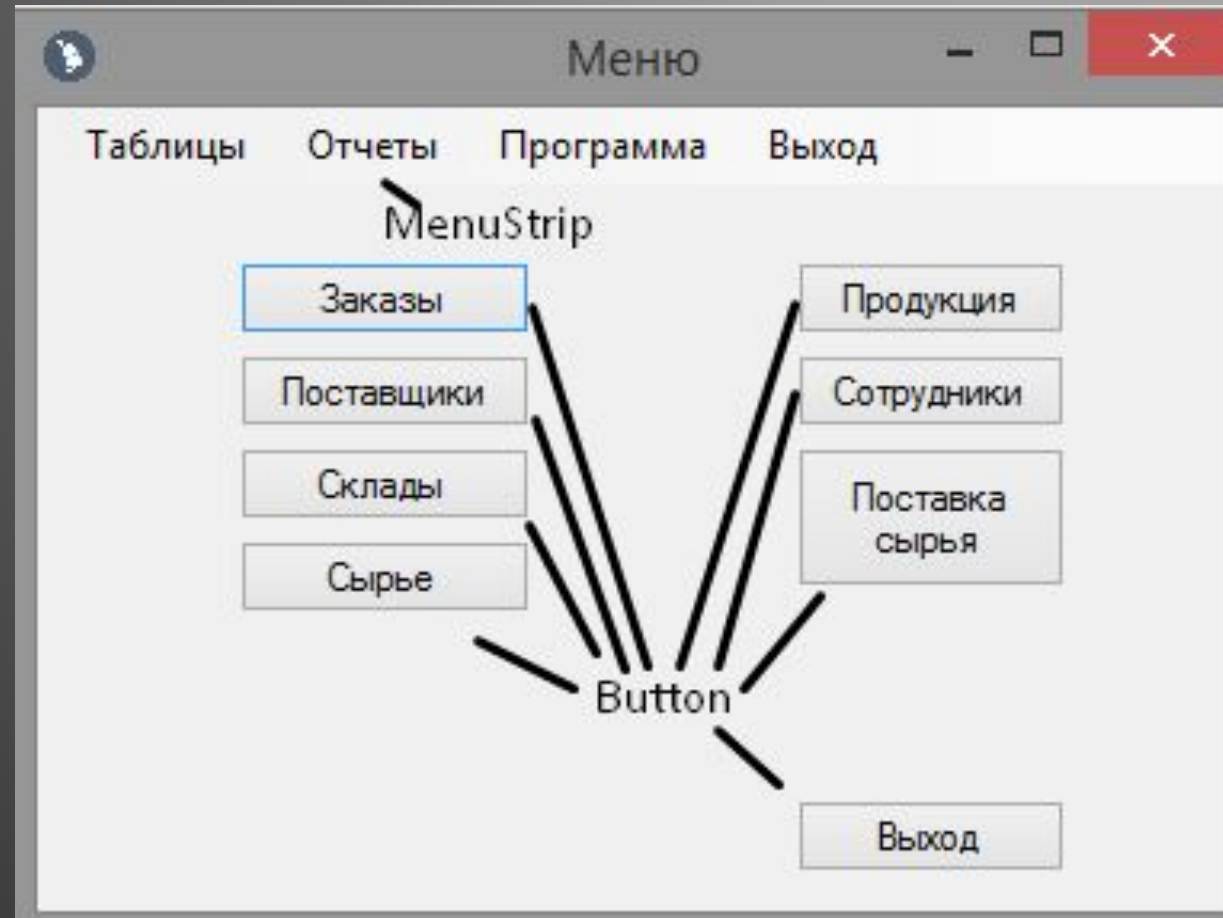 Меню
Таблицы Отчеты Программа Выход
MenuStrip
Заказы Продукция
Поставщики Сотрудники
Склады
Поставка
сырья
Сырье
Button
Выход